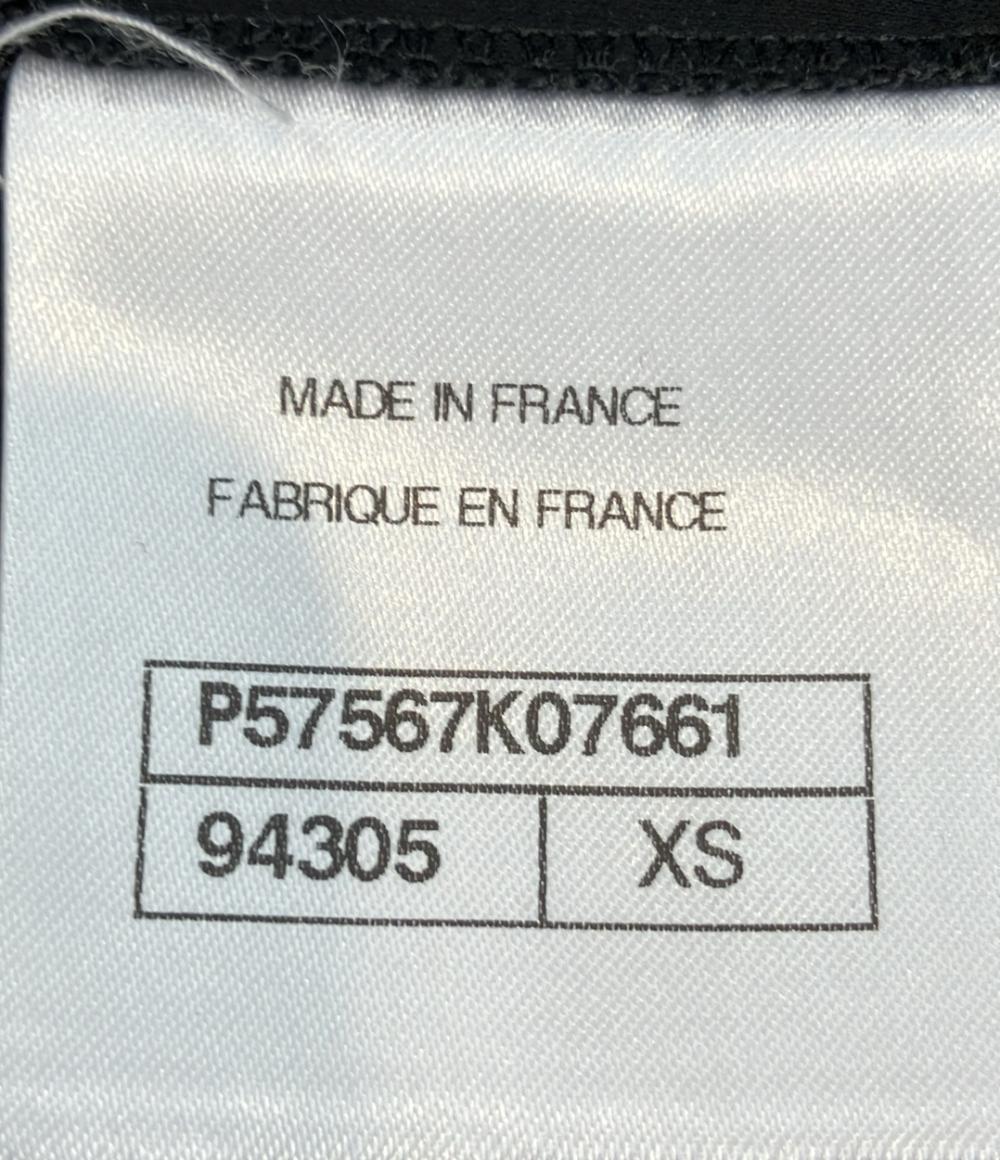 MADE IN FRANCE
FABRIQUE EN FRANCE
P57567K07661
94305 XS